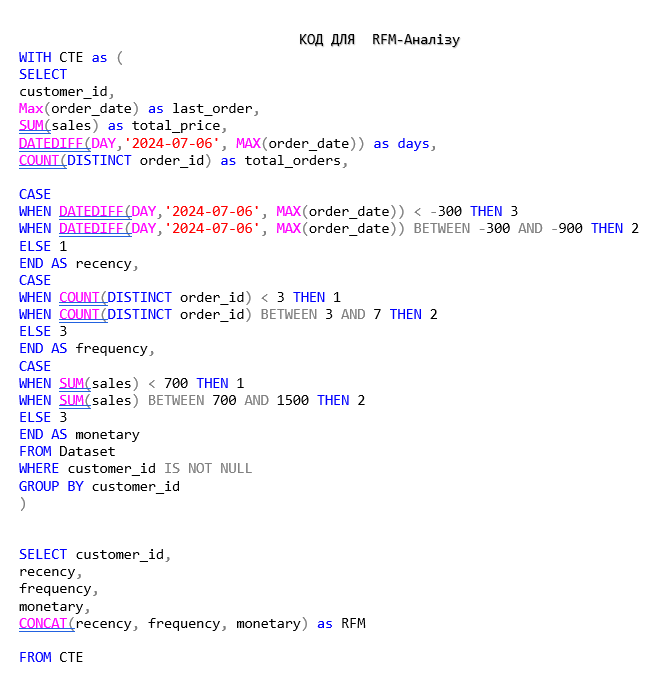 КОД ДЛЯ RFM-Аналізу
WITH CTE as (
SELECT
customer_id,
Max(order_date) as last_order,
SUM(sales) as total_price,
DATEDIFF(DAY,'2024-07-06', MAX(order_date)) as days,
COUNT(DISTINCT order_id) as total_orders,
CASE
WHEN DATEDIFF(DAY,'2024-07-06', MAX(order_date)) < -300 THEN 3
WHEN DATEDIFF(DAY,'2024-07-06', MAX(order_date)) BETWEEN -300 AND -900 THEN 2
ELSE 1
END AS recency,
CASE
WHEN COUNT(DISTINCT order_id) < 3 THEN 1
WHEN COUNT(DISTINCT order_id) BETWEEN 3 AND 7 THEN 2
ELSE 3
END AS frequency,
CASE
WHEN SUM(sales) < 700 THEN 1
WHEN SUM(sales) BETWEEN 700 AND 1500 THEN 2
ELSE 3
END AS monetary
FROM Dataset
WHERE customer_id IS NOT NULL
GROUP BY customer_id
)
SELECT customer_id,
recency,
frequency,
monetary,
CONCAT(recency, frequency, monetary) as RFM
FROM CTE